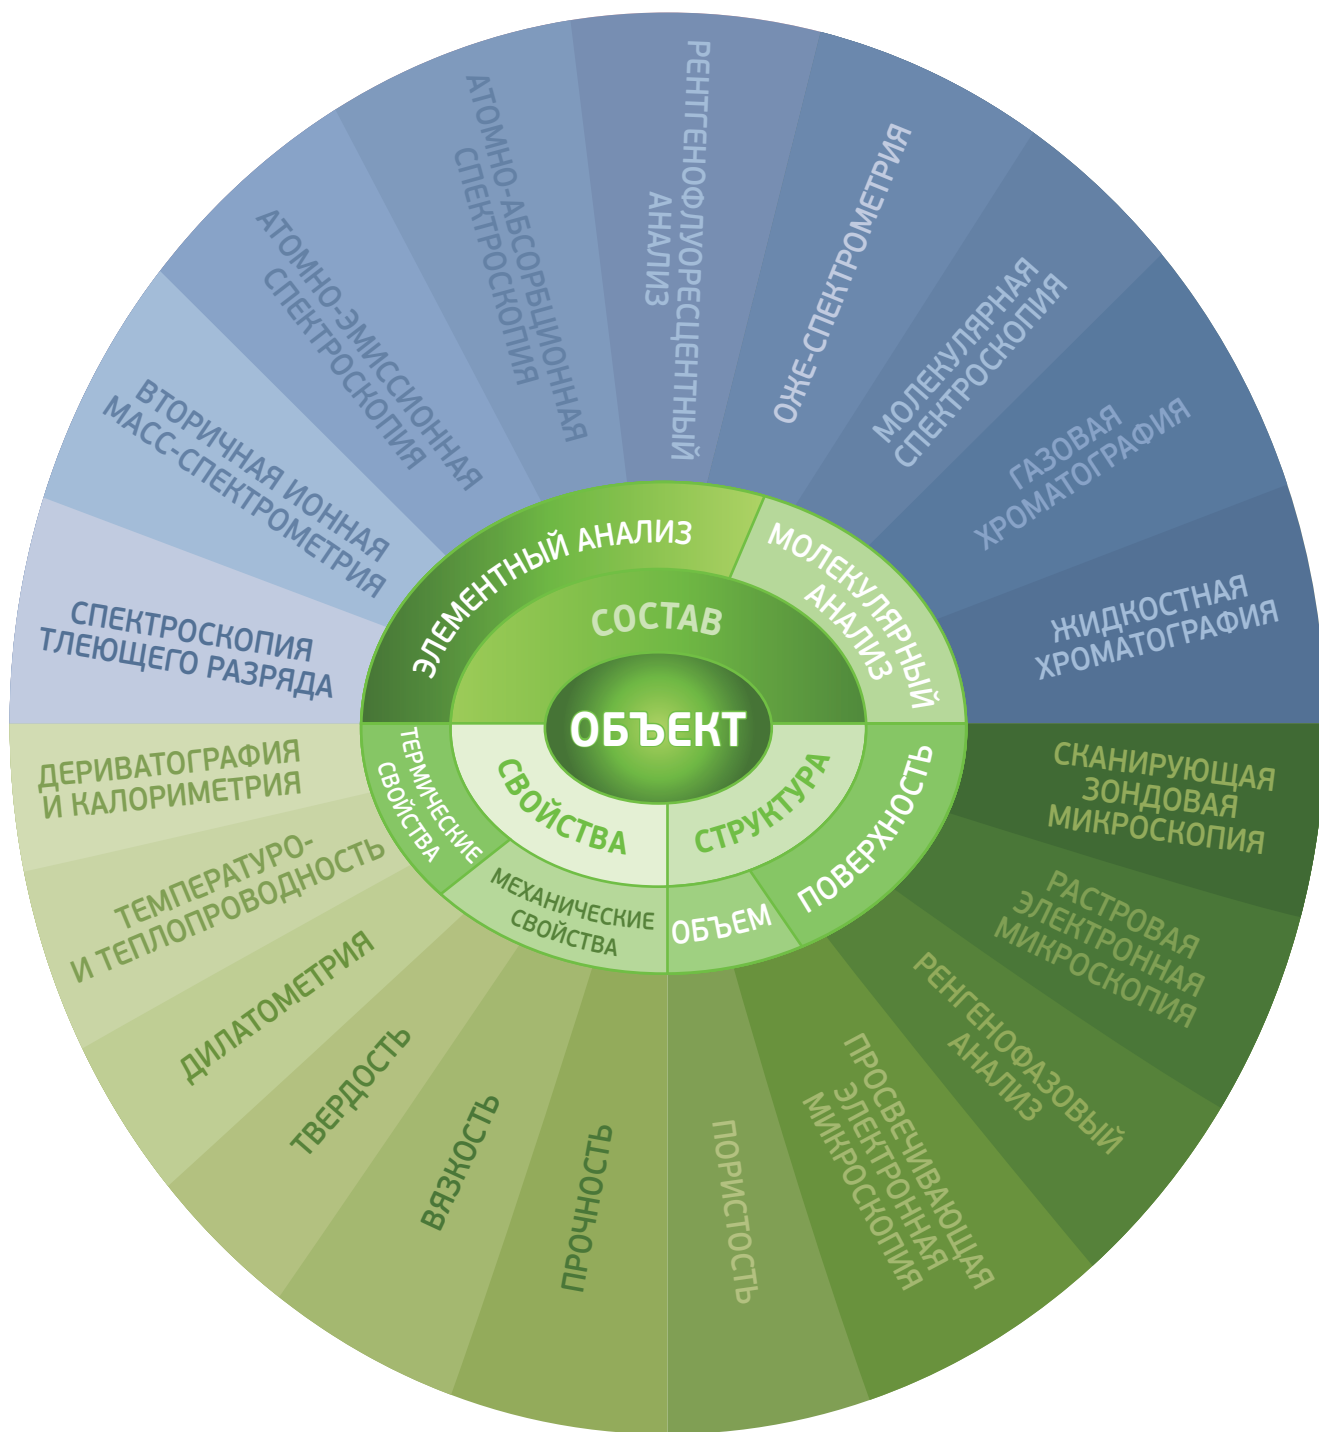 РЕНТГЕНОФЛУОРЕСЦЕНТНЫЙ
АНАЛИЗ
ОЖЕ-СПЕКТРОМЕТРИЯ
МОЛЕКУЛЯРНАЯ
СПЕКТРОСКОПИЯ
ГАЗОВАЯ
ХРОМАТОГРАФИЯ
ЖИДКОСТНАЯ
ХРОМАТОГРАФИЯ
СКАНИРУЮЩАЯ
ЗОНДОВАЯ
МИКРОСКОПИЯ
РАСТРОВАЯ
ЭЛЕКТРОННАЯ
МИКРОСКОПИЯ
РЕНГЕНОФАЗОВЫЙ
АНАЛИЗ
ПРОСВЕЧИВАЮЩАЯ
ЭЛЕКТРОННАЯ
МИКРОСКОПИЯ
ПОРИСТОСТЬ
ПРОЧНОСТЬ
ВЯЗКОСТЬ
ТВЕРДОСТЬ
ДИЛАТОМЕТРИЯ
ТЕМПЕРАТУРО-
И ТЕПЛОПРОВОДНОСТЬ
ДЕРИВАТОГРАФИЯ
И КАЛОРИМЕТРИЯ
СПЕКТРОСКОПИЯ
ТЛЕЮЩЕГО РАЗРЯДА
ВТОРИЧНАЯ ИОННАЯ
МАСС-СПЕКТРОМЕТРИЯ
АТОМНО-ЭМИССИОННАЯ
СПЕКТРОСКОПИЯ
АТОМНО-АБСОРБЦИОННАЯ
СПЕКТРОСКОПИЯ
ЭЛЕМЕНТНЫЙ АНАЛИЗ
МОЛЕКУЛЯРНЫЙ
АНАЛИЗ
ПОВЕРХНОСТЬ
ОБЪЕМ
МЕХАНИЧЕСКИЕ
СВОЙСТВА
ТЕРМИЧЕСКИЕ
СВОЙСТВА
СОСТАВ
СТРУКТУРА
СВОЙСТВА
ОБЪЕКТ